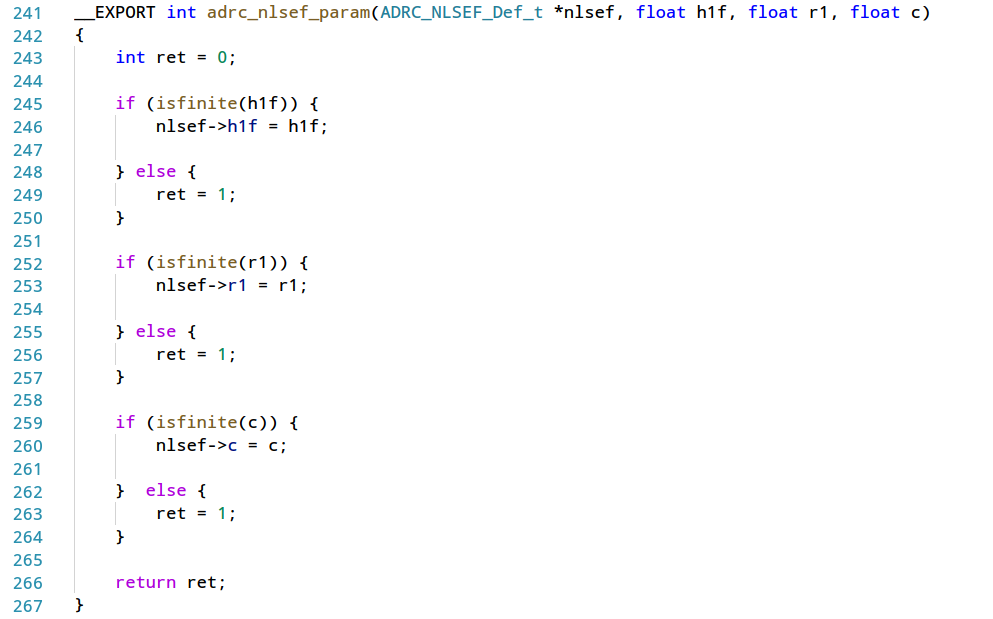 241 __EXPORT int adrc_nlsef_param(ADRC_NLSEF_Def_t *nlsef, float h1f, float r1, float c)
242 {
243     int ret = 0;
244
245     if (isfinite(h1f)) {
246         nlsef->h1f = h1f;
247
248     } else {
249         ret = 1;
250     }
251
252     if (isfinite(r1)) {
253         nlsef->r1 = r1;
254
255     } else {
256         ret = 1;
257     }
258
259     if (isfinite(c)) {
260         nlsef->c = c;
261
262     }  else {
263         ret = 1;
264     }
265
266     return ret;
267 }